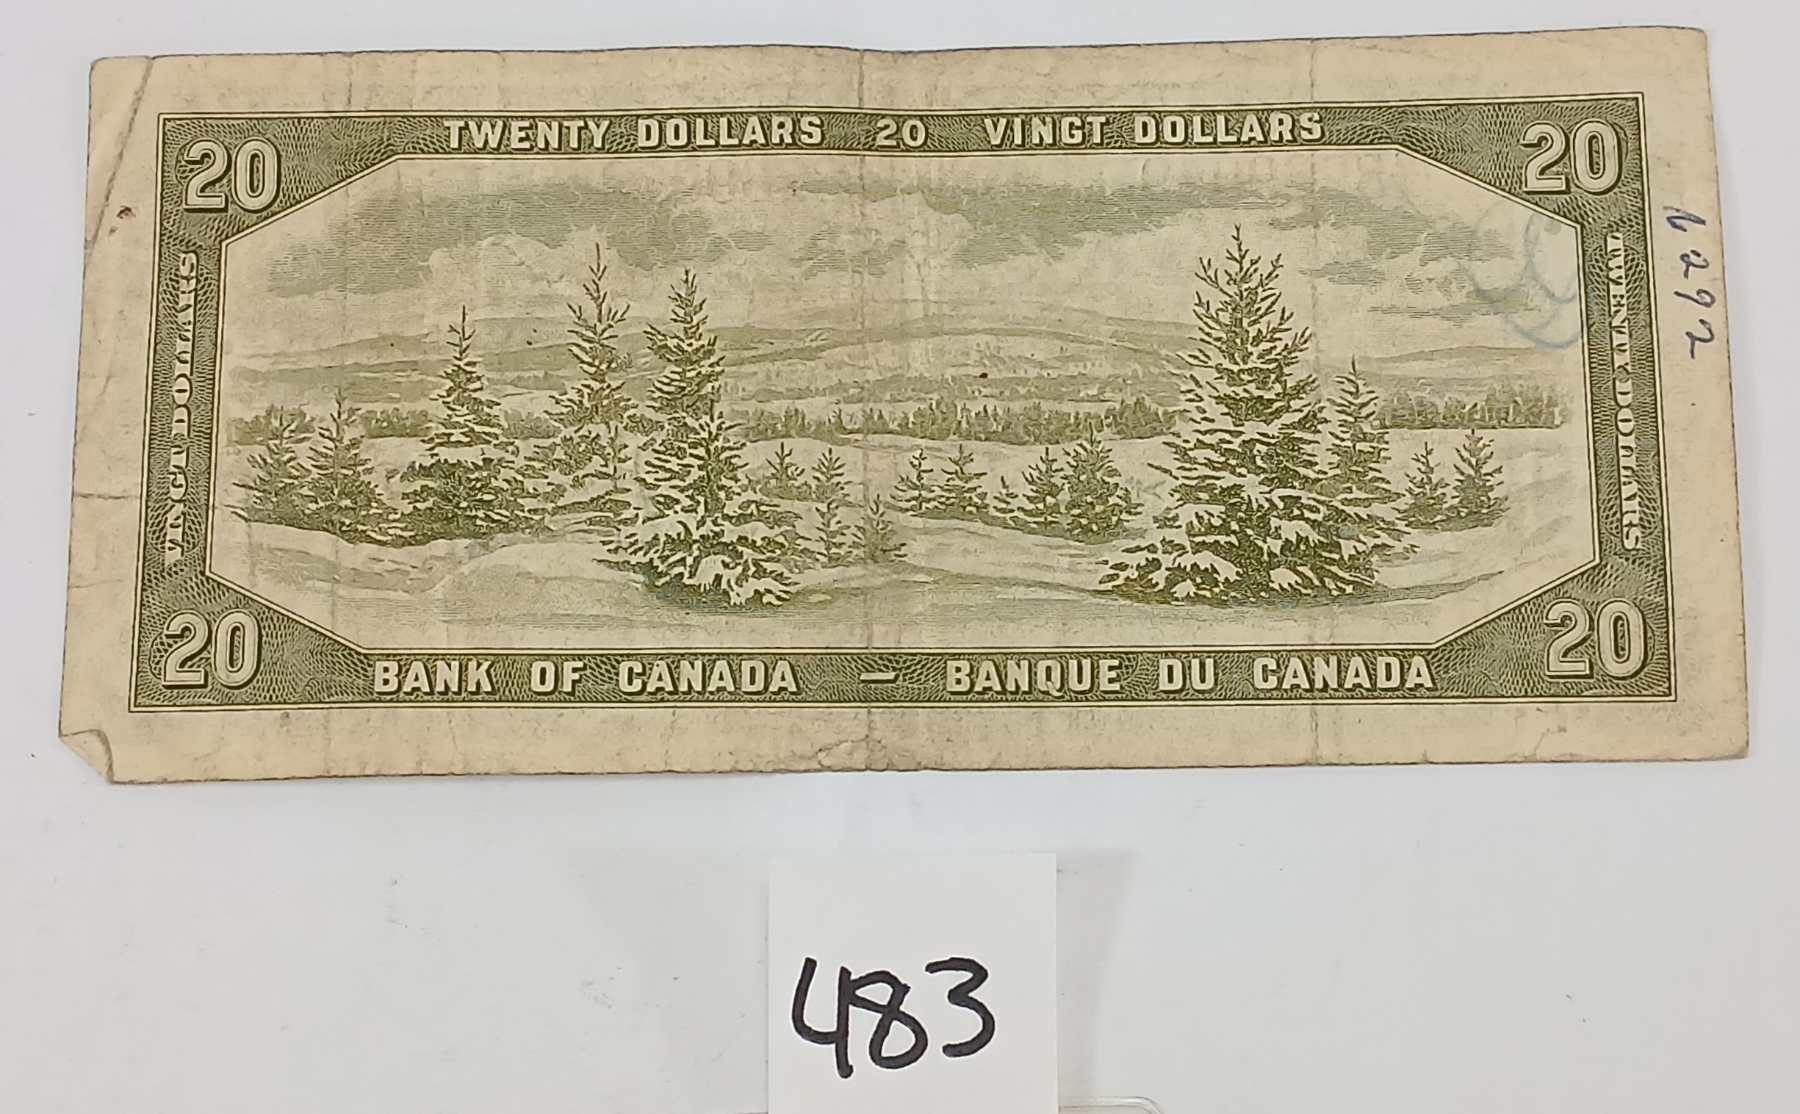 20 TWENTY DOLLARS 20 VINGT DOLLARS 20
VINGT DOLLARS
TWENTY DOLLARS
6292
20 BANK OF CANADA — BANQUE DU CANADA 20
483